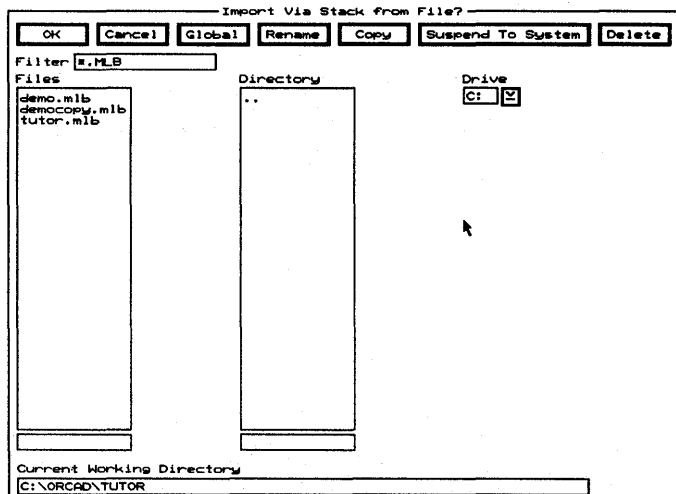 Import Via Stack from File?
OK Cancel Global Rename Copy Suspend To System Delete
Filter *.MLB
Files Directory Drive
demo.mlb .. C:
democopy.mlb
tutor.mlb
Current Working Directory
C:\ORCAD\TUTOR